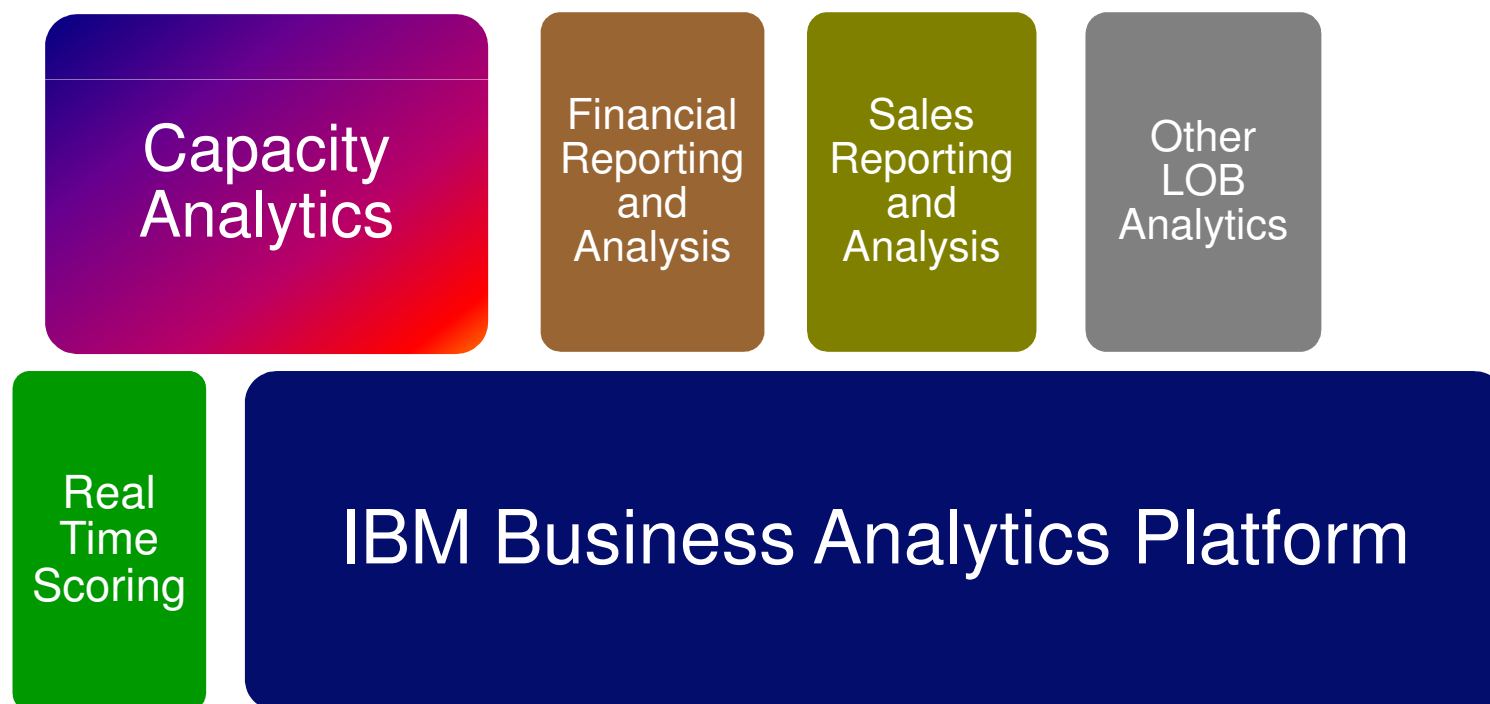 Capacity
Analytics
Financial
Reporting
and
Analysis
Sales
Reporting
and
Analysis
Other
LOB
Analytics
Real
Time
Scoring
IBM Business Analytics Platform